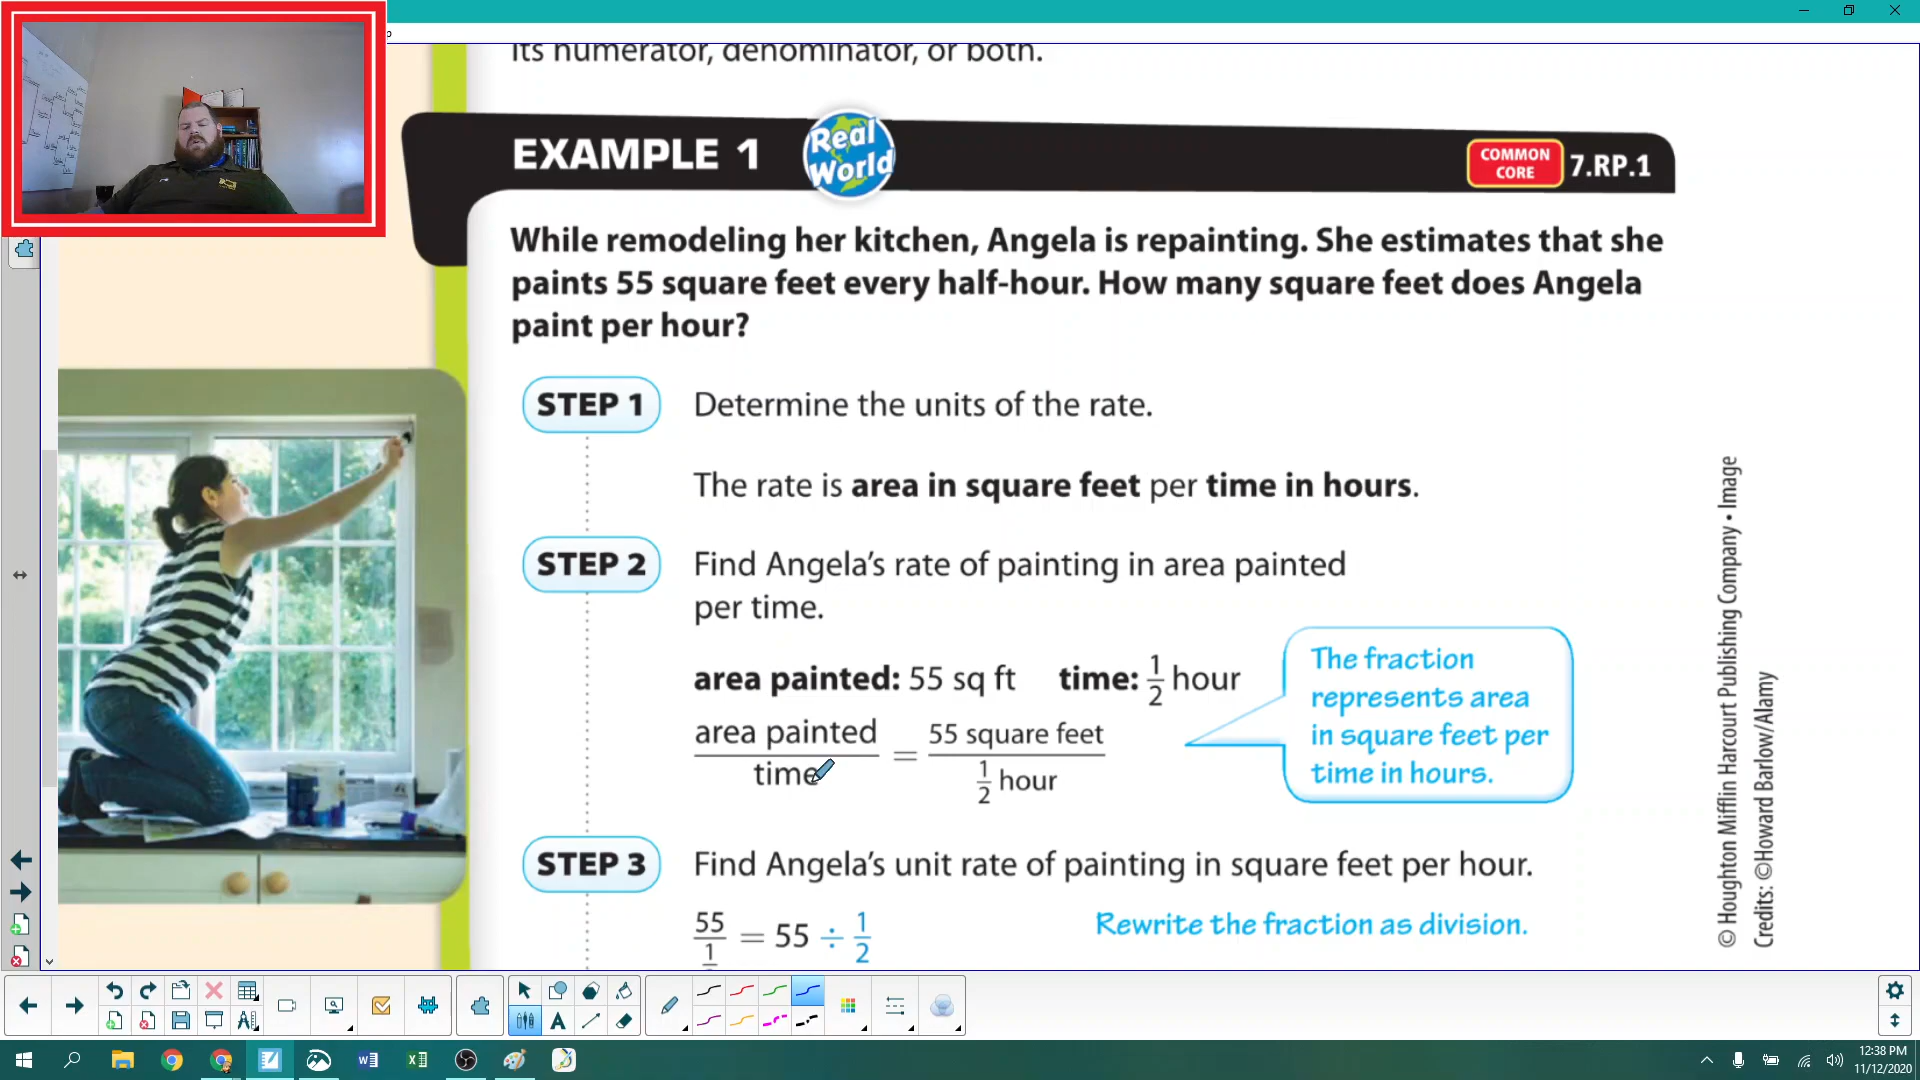 its numerator, denominator, or both.
EXAMPLE 1
Real World
COMMON CORE 7.RP.1
While remodeling her kitchen, Angela is repainting. She estimates that she
paints 55 square feet every half-hour. How many square feet does Angela
paint per hour?
STEP 1 Determine the units of the rate.
The rate is area in square feet per time in hours.
STEP 2 Find Angela's rate of painting in area painted
per time.
area painted: 55 sq ft time: 1/2 hour
area painted / time = 55 square feet / 1/2 hour
The fraction
represents area
in square feet per
time in hours.
STEP 3 Find Angela's unit rate of painting in square feet per hour.
55 / 1 = 55 ÷ 1/2
Rewrite the fraction as division.
© Houghton Mifflin Harcourt Publishing Company • Image
Credits: ©Howard Barlow/Alamy
12:38 PM
11/12/2020